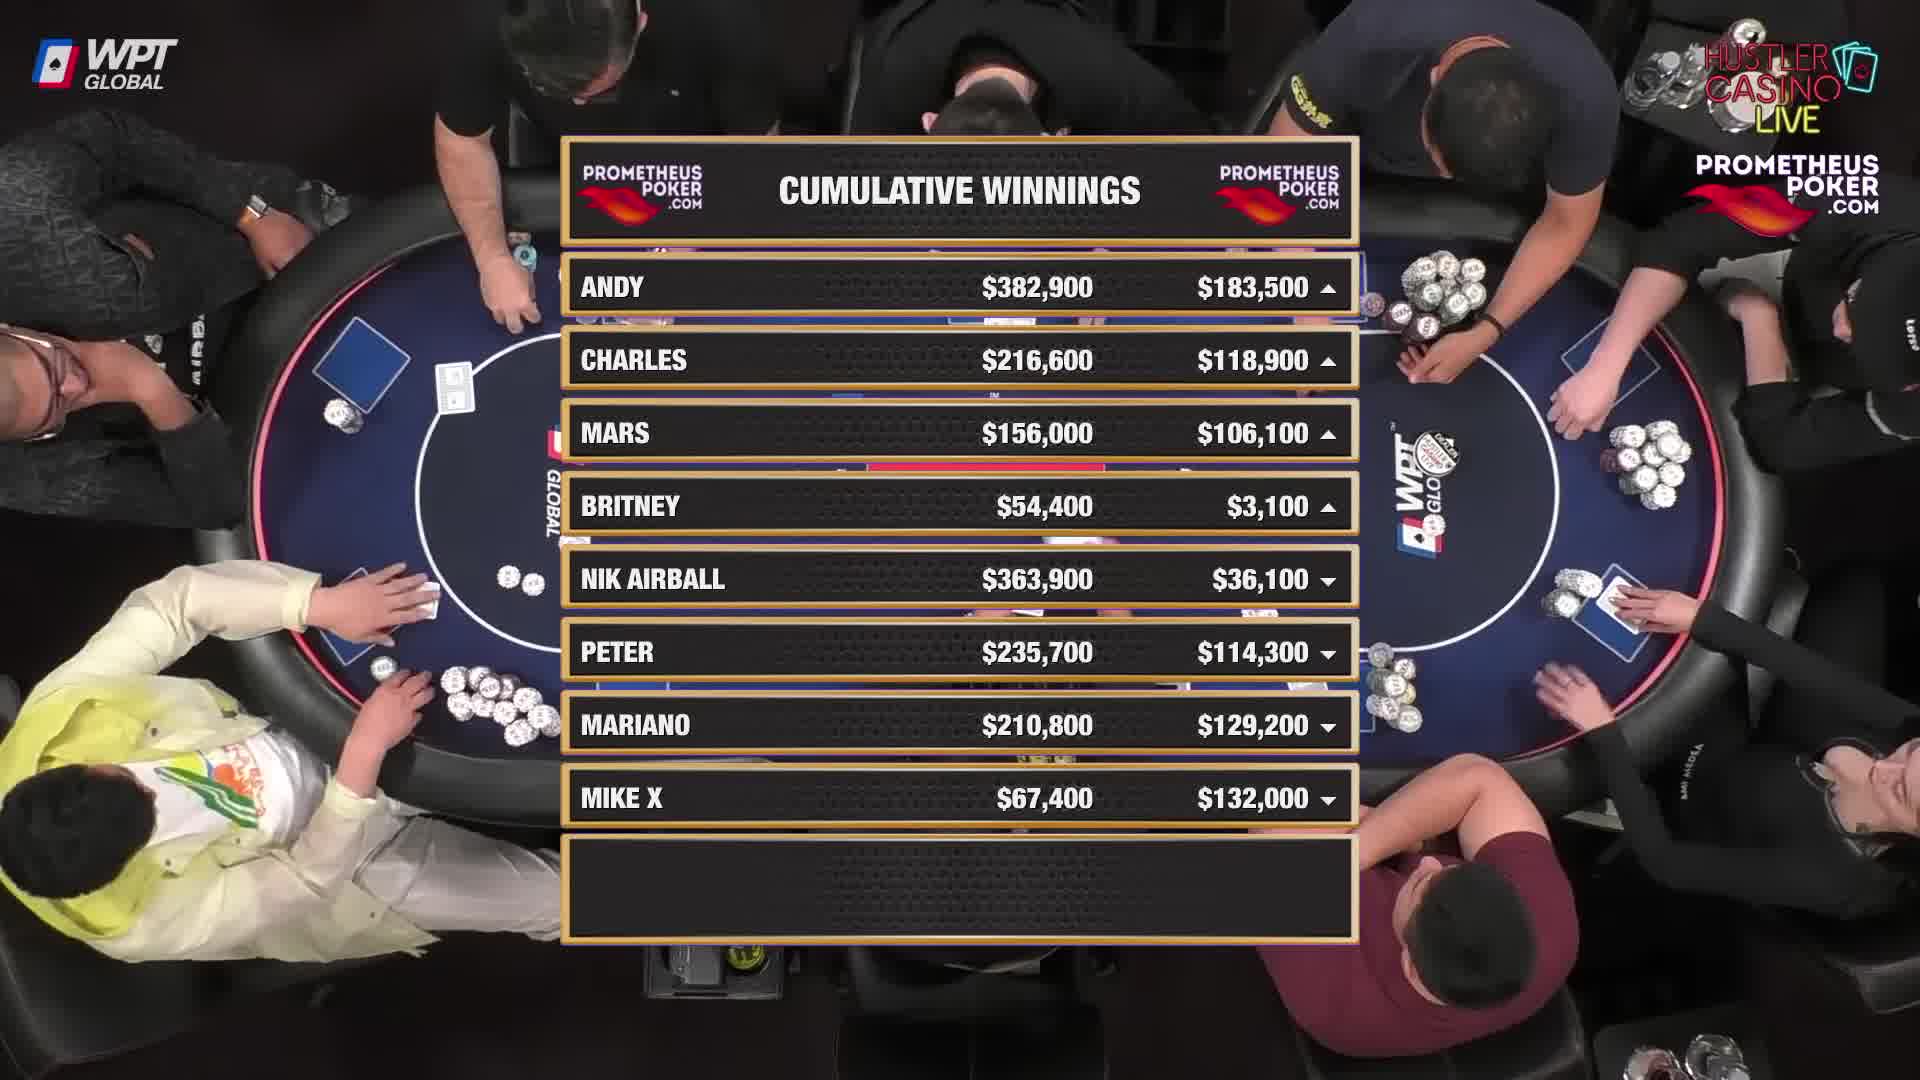 WPT
GLOBAL
HUSTLER
CASINO
LIVE
PROMETHEUS
POKER
.COM
PROMETHEUS
POKER
.COM
CUMULATIVE WINNINGS
PROMETHEUS
POKER
.COM
ANDY $382,900 $183,500 ▲
CHARLES $216,600 $118,900 ▲
MARS $156,000 $106,100 ▲
BRITNEY $54,400 $3,100 ▲
NIK AIRBALL $363,900 $36,100 ▼
PETER $235,700 $114,300 ▼
MARIANO $210,800 $129,200 ▼
MIKE X $67,400 $132,000 ▼
GLOBAL
WPT
GLO